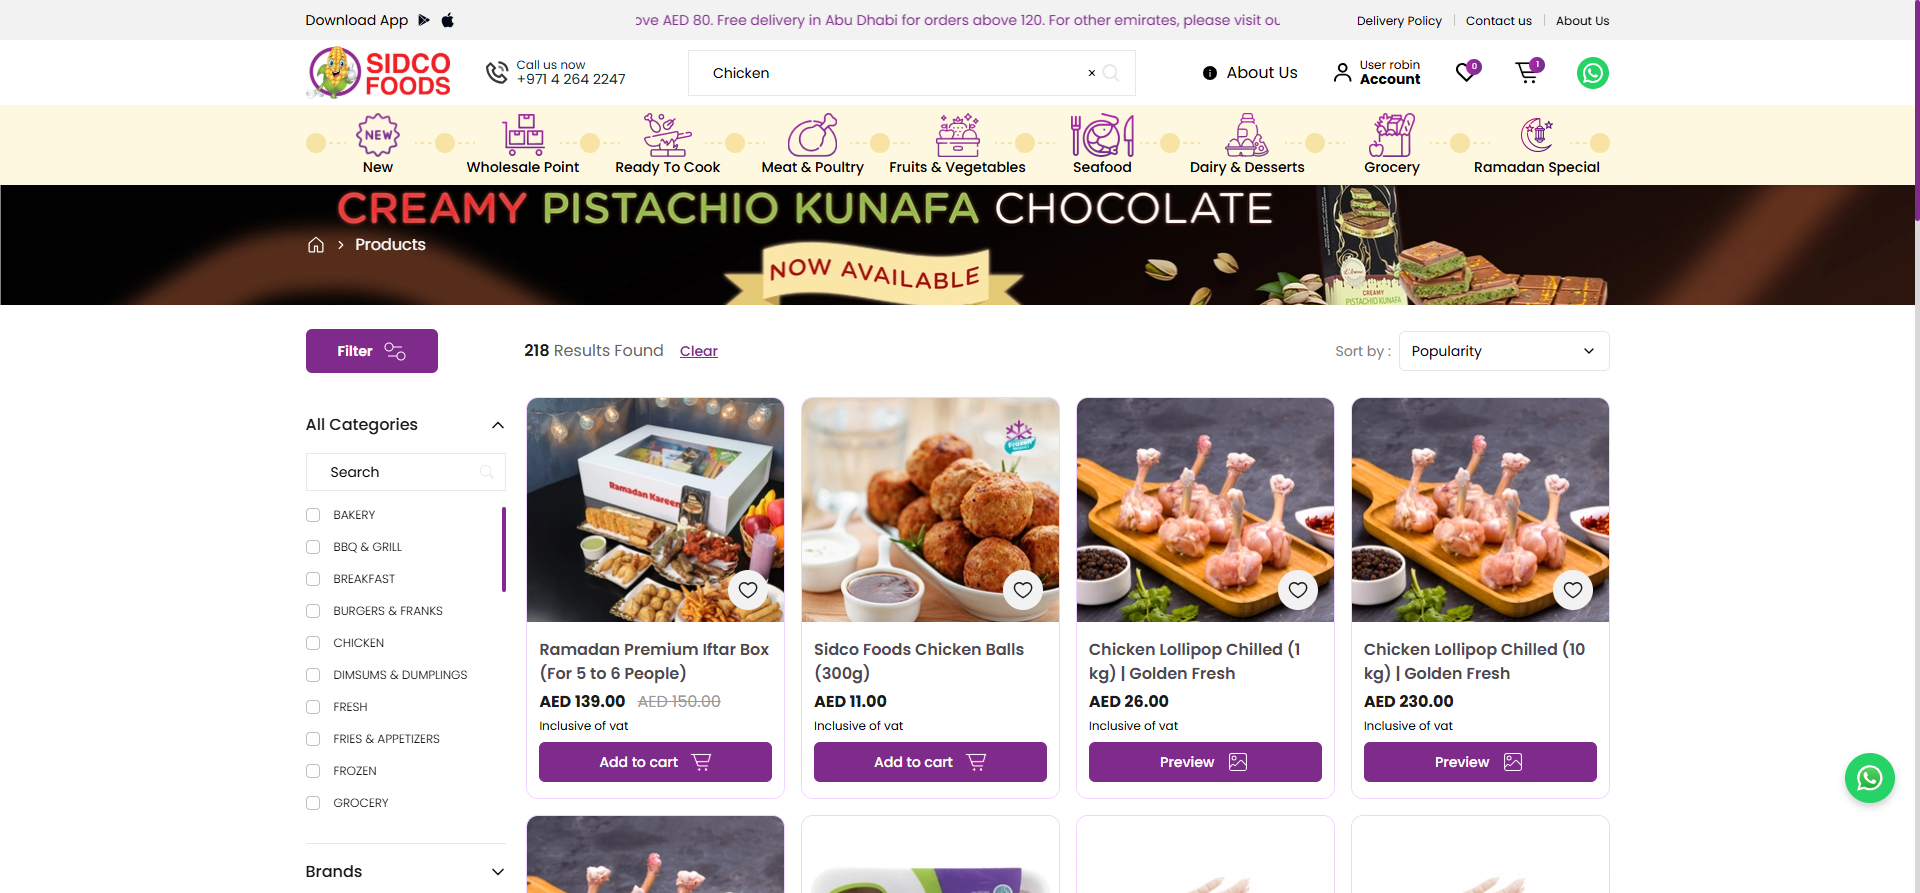 Download App
ove AED 80. Free delivery in Abu Dhabi for orders above 120. For other emirates, please visit ou
Delivery Policy
Contact us
About Us
SIDCO
FOODS
Call us now
+971 4 264 2247
Chicken
×
About Us
User robin
Account
0
1
NEW
New
Wholesale Point
Ready To Cook
Meat & Poultry
Fruits & Vegetables
Seafood
Dairy & Desserts
Grocery
Ramadan Special
CREAMY PISTACHIO KUNAFA CHOCOLATE
Products
NOW AVAILABLE
CREAMY
PISTACHIO KUNAFA
Filter
218 Results Found
Clear
Sort by :
Popularity
All Categories
Search
BAKERY
BBQ & GRILL
BREAKFAST
BURGERS & FRANKS
CHICKEN
DIMSUMS & DUMPLINGS
FRESH
FRIES & APPETIZERS
FROZEN
GROCERY
Brands
Ramadan Kareem
Ramadan Premium Iftar Box
(For 5 to 6 People)
AED 139.00 AED 150.00
Inclusive of vat
Add to cart
Frozen
Sidco Foods Chicken Balls
(300g)
AED 11.00
Inclusive of vat
Add to cart
Chicken Lollipop Chilled (1
kg) | Golden Fresh
AED 26.00
Inclusive of vat
Preview
Chicken Lollipop Chilled (10
kg) | Golden Fresh
AED 230.00
Inclusive of vat
Preview